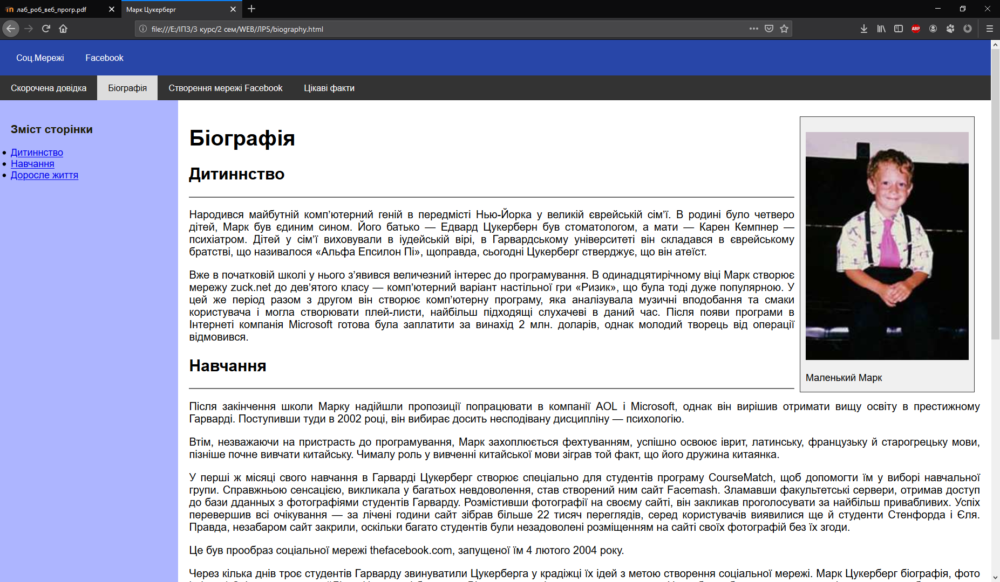 лаб_роб_веб_прогр.pdf
Марк Цукерберг
file:///E:/ІПЗ/3 курс/2 сем/WEB/ЛР5/biography.html
ABP
Соц.Мережі Facebook
Скорочена довідка Біографія Створення мережі Facebook Цікаві факти
Зміст сторінки
Дитиннство
Навчання
Доросле життя
Біографія
Дитиннство
Народився майбутній комп’ютерний геній в передмісті Нью-Йорка у великій єврейській сім’ї. В родині було четверо
дітей, Марк був єдиним сином. Його батько — Едвард Цукерберн був стоматологом, а мати — Карен Кемпнер —
психіатром. Дітей у сім’ї виховували в іудейській вірі, в Гарвардському університеті він складався в єврейському
братстві, що називалося «Альфа Епсилон Пі», щоправда, сьогодні Цукерберг стверджує, що він атеїст.
Вже в початковій школі у нього з’явився величезний інтерес до програмування. В одинадцятирічному віці Марк створює
мережу zuck.net до дев’ятого класу — комп’ютерний варіант настільної гри «Ризик», що була тоді дуже популярною. У
цей же період разом з другом він створює комп’ютерну програму, яка аналізувала музичні вподобання та смаки
користувача і могла створювати плей-листи, найбільш підходящі слухачеві в даний час. Після появи програми в
Інтернеті компанія Microsoft готова була заплатити за винахід 2 млн. доларів, однак молодий творець від операції
відмовився.
Маленький Марк
Навчання
Після закінчення школи Марку надійшли пропозиції попрацювати в компанії AOL і Microsoft, однак він вирішив отримати вищу освіту в престижному
Гарварді. Поступивши туди в 2002 році, він вибирає досить несподівану дисципліну — психологію.
Втім, незважаючи на пристрасть до програмування, Марк захоплюється фехтуванням, успішно освоює іврит, латинську, французьку й старогрецьку мови,
пізніше почне вивчати китайську. Чималу роль у вивченні китайської мови зіграв той факт, що його дружина китаянка.
У перші ж місяці свого навчання в Гарварді Цукерберг створює спеціально для студентів програму CourseMatch, щоб допомогти їм у виборі навчальної
групи. Справжньою сенсацією, викликала у багатьох невдоволення, став створений ним сайт Facemash. Зламавши факультетські сервери, отримав доступ
до бази дданных з фотографіями студентів Гарварду. Розмістивши фотографії на своєму сайті, він закликав проголосувати за найбільш привабливих. Успіх
перевершив всі очікування — за лічені години сайт зібрав більше 22 тисяч переглядів, серед користувачів виявилися ще й студенти Стенфорда і Єля.
Правда, незабаром сайт закрили, оскільки багато студентів були незадоволені розміщенням на сайті своїх фотографій без їх згоди.
Це був прообраз соціальної мережі thefacebook.com, запущеної їм 4 лютого 2004 року.
Через кілька днів троє студентів Гарварду звинуватили Цукерберга у крадіжці їх ідей з метою створення соціальної мережі. Марк Цукерберг біографія, фото